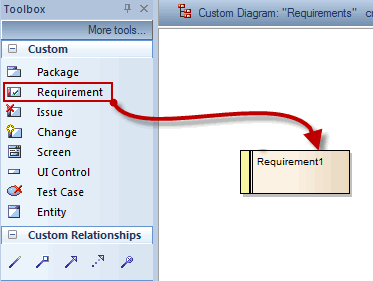 Toolbox
More tools...
Custom
Package
Requirement
Issue
Change
Screen
UI Control
Test Case
Entity
Custom Relationships
Custom Diagram: "Requirements"
Requirement1